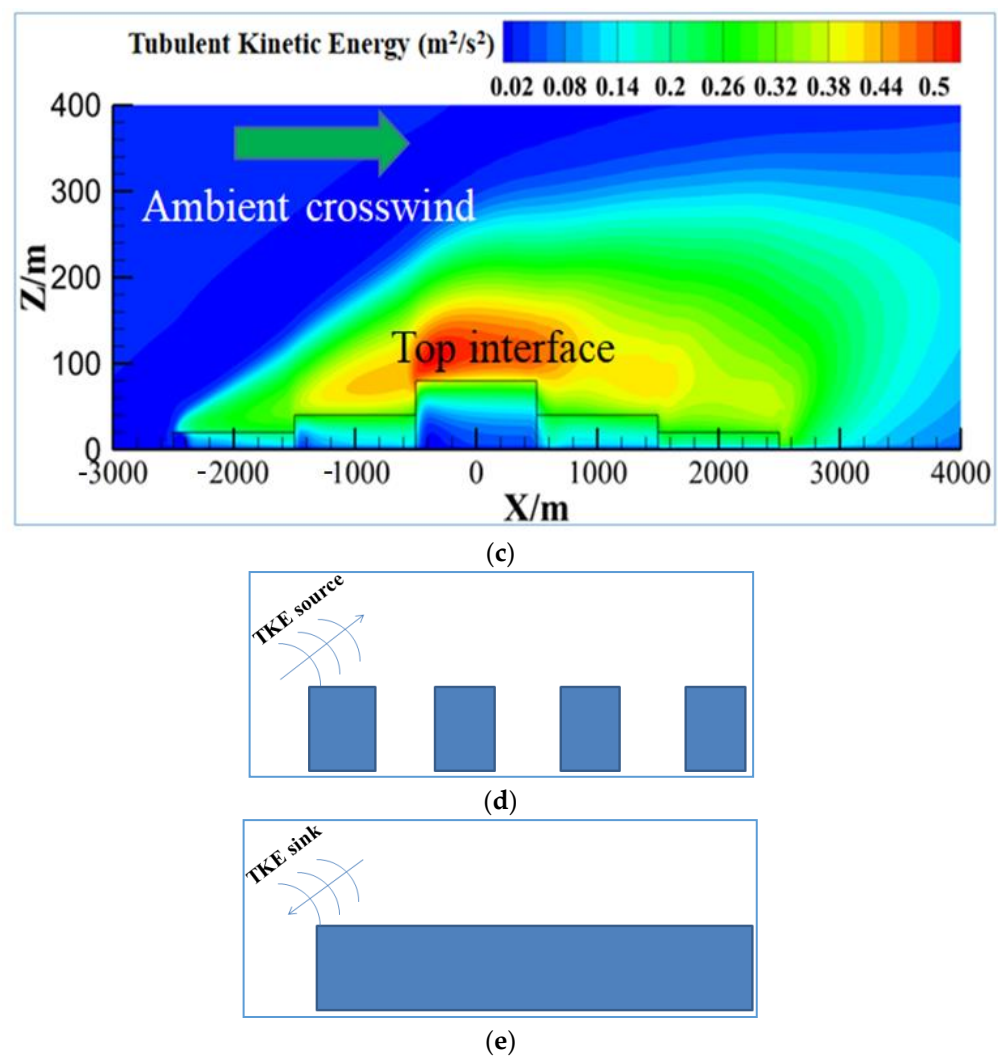 Tubulent Kinetic Energy (m²/s²)
0.02 0.08 0.14 0.2 0.26 0.32 0.38 0.44 0.5
400
Ambient crosswind
300
Z/m
200
Top interface
100
0
-3000 -2000 -1000 0 1000 2000 3000 4000
X/m
(c)
TKE source
(d)
TKE sink
(e)